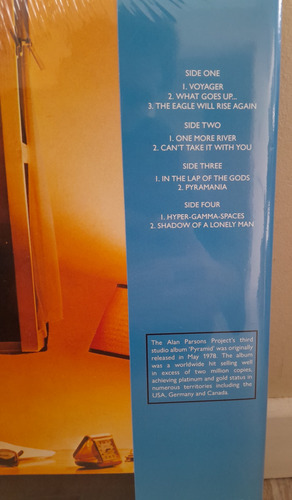 SIDE ONE
1. VOYAGER
2. WHAT GOES UP...
3. THE EAGLE WILL RISE AGAIN
SIDE TWO
1. ONE MORE RIVER
2. CAN'T TAKE IT WITH YOU
SIDE THREE
1. IN THE LAP OF THE GODS
2. PYRAMANIA
SIDE FOUR
1. HYPER-GAMMA-SPACES
2. SHADOW OF A LONELY MAN
The Alan Parsons Project's third
studio album 'Pyramid' was originally
released in May 1978. The album
was a worldwide hit selling well
in excess of two million copies,
achieving platinum and gold status in
numerous territories including the
USA, Germany and Canada.